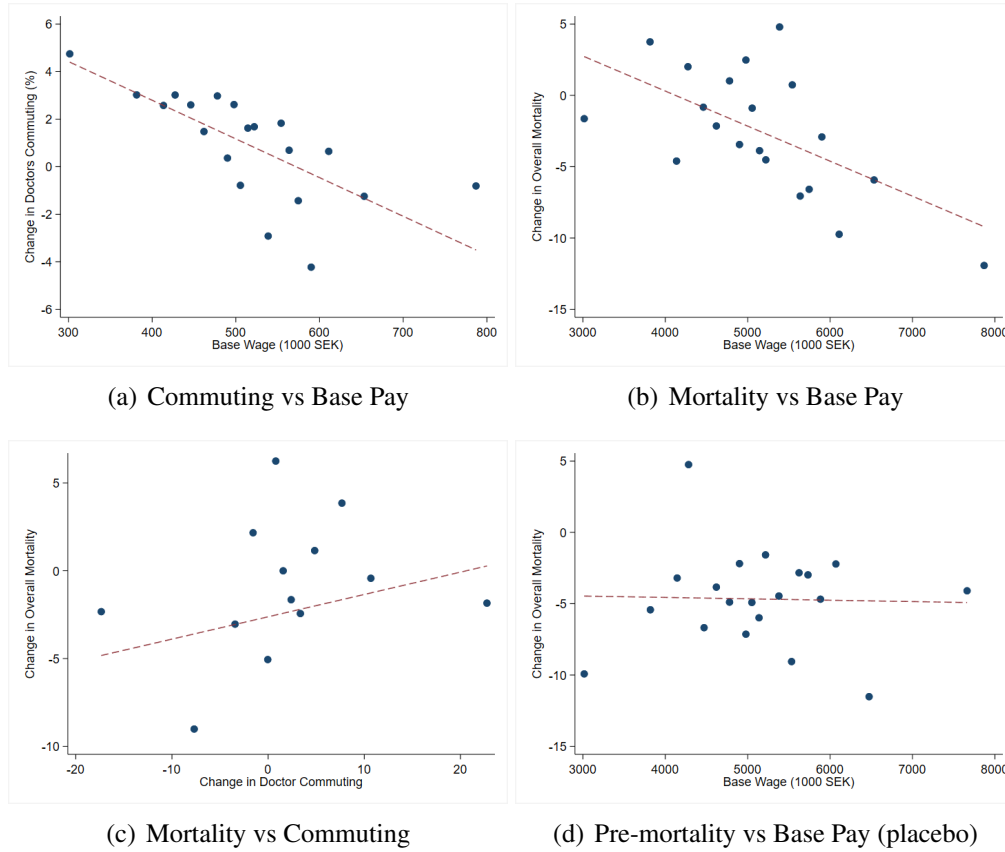 6
4
2
0
-2
-4
-6
Change in Doctors Commuting (%)
300 400 500 600 700 800
Base Wage (1000 SEK)
(a) Commuting vs Base Pay
5
0
-5
-10
-15
Change in Overall Mortality
3000 4000 5000 6000 7000 8000
Base Wage (1000 SEK)
(b) Mortality vs Base Pay
5
0
-5
-10
Change in Overall Mortality
-20 -10 0 10 20
Change in Doctor Commuting
(c) Mortality vs Commuting
5
0
-5
-10
-15
Change in Overall Mortality
3000 4000 5000 6000 7000 8000
Base Wage (1000 SEK)
(d) Pre-mortality vs Base Pay (placebo)